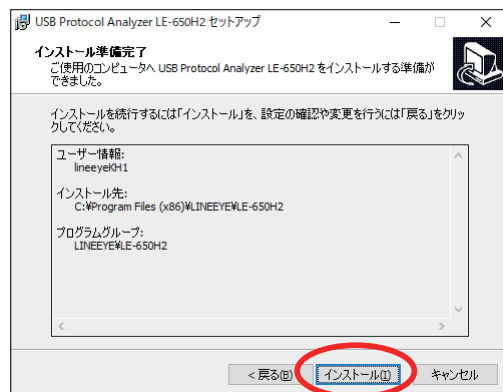 USB Protocol Analyzer LE-650H2 セットアップ
インストール準備完了
ご使用のコンピュータへ USB Protocol Analyzer LE-650H2 をインストールする準備が
できました。
インストールを続行するには「インストール」を、設定の確認や変更を行うには「戻る」をクリッ
クしてください。
ユーザー情報:
lineeyeKH1
インストール先:
C:¥Program Files (x86)¥LINEEYE¥LE-650H2
プログラムグループ:
LINEEYE¥LE-650H2
< 戻る(B)
インストール(I)
キャンセル